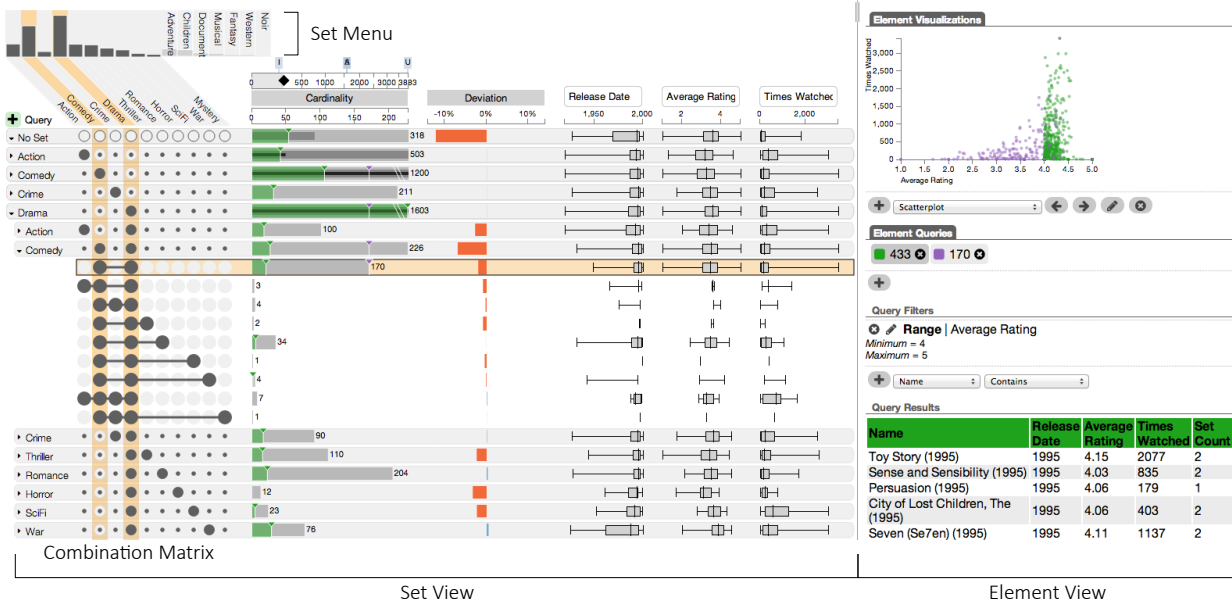 Adventure
Children
Document
Musical
Fantasy
Western
Noir
Set Menu
Action
Comedy
Crime
Drama
Thriller
Romance
Horror
SciFi
War
Mystery
Query
I
U
0 500 1000 2000 3000 3883
Cardinality
0 50 100 150 200
Deviation
-10% 0% 10%
Release Date
1,950 2,000
Average Rating
2 4
Times Watched
0 2,000
No Set 318
Action 503
Comedy 1200
Crime 211
Drama 1603
Action 100
Comedy 226
170
3
4
2
34
1
4
7
1
Crime 90
Thriller 110
Romance 204
Horror 12
SciFi 23
War 76
Combination Matrix
Set View
Element Visualizations
Times Watched
3,000
2,500
2,000
1,500
1,000
500
0
1.0 1.5 2.0 2.5 3.0 3.5 4.0 4.5 5.0
Average Rating
Scatterplot
Element Queries
433 170
Query Filters
Range | Average Rating
Minimum = 4
Maximum = 5
Name Contains
Query Results
Name Release Date Average Rating Times Watched Set Count
Toy Story (1995) 1995 4.15 2077 2
Sense and Sensibility (1995) 1995 4.03 835 2
Persuasion (1995) 1995 4.06 179 1
City of Lost Children, The (1995) 1995 4.06 403 2
Seven (Se7en) (1995) 1995 4.11 1137 2
Element View